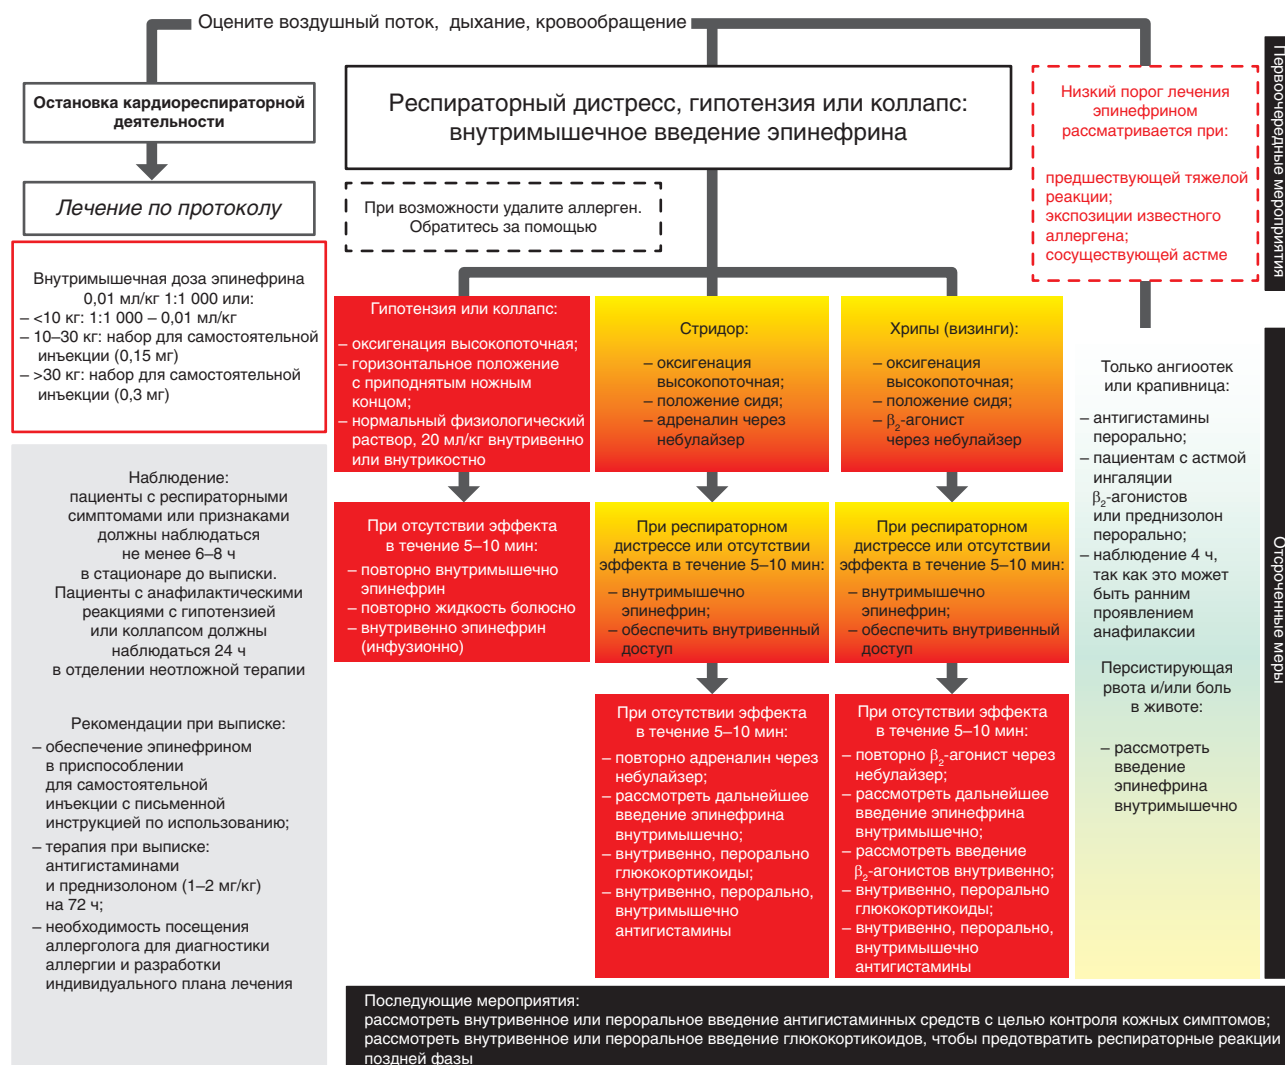 Оцените воздушный поток, дыхание, кровообращение
Остановка кардиореспираторной
деятельности
Лечение по протоколу
Внутримышечная доза эпинефрина
0,01 мл/кг 1:1 000 или:
– <10 кг: 1:1 000 – 0,01 мл/кг
– 10–30 кг: набор для самостоятельной
инъекции (0,15 мг)
– >30 кг: набор для самостоятельной
инъекции (0,3 мг)
Наблюдение:
пациенты с респираторными
симптомами или признаками
должны наблюдаться
не менее 6–8 ч
в стационаре до выписки.
Пациенты с анафилактическими
реакциями с гипотензией
или коллапсом должны
наблюдаться 24 ч
в отделении неотложной терапии
Рекомендации при выписке:
– обеспечение эпинефрином
в приспособлении
для самостоятельной
инъекции с письменной
инструкцией по использованию;
– терапия при выписке:
антигистаминами
и преднизолоном (1–2 мг/кг)
на 72 ч;
– необходимость посещения
аллерголога для диагностики
аллергии и разработки
индивидуального плана лечения
Респираторный дистресс, гипотензия или коллапс:
внутримышечное введение эпинефрина
При возможности удалите аллерген.
Обратитесь за помощью
Гипотензия или коллапс:
– оксигенация высокопоточная;
– горизонтальное положение
с приподнятым ножным
концом;
– нормальный физиологический
раствор, 20 мл/кг внутривенно
или внутрикостно
При отсутствии эффекта
в течение 5–10 мин:
– повторно внутримышечно
эпинефрин
– повторно жидкость болюсно
– внутривенно эпинефрин
(инфузионно)
Стридор:
– оксигенация
высокопоточная;
– положение сидя;
– адреналин через
небулайзер
При респираторном
дистрессе или отсутствии
эффекта в течение 5–10 мин:
– внутримышечно
эпинефрин;
– обеспечить внутривенный
доступ
При отсутствии эффекта
в течение 5–10 мин:
– повторно адреналин через
небулайзер;
– рассмотреть дальнейшее
введение эпинефрина
внутримышечно;
– внутривенно, перорально
глюкокортикоиды;
– внутривенно, перорально,
внутримышечно
антигистамины
Хрипы (визинги):
– оксигенация
высокопоточная;
– положение сидя;
– β₂-агонист
через небулайзер
При респираторном
дистрессе или отсутствии
эффекта в течение 5–10 мин:
– внутримышечно
эпинефрин;
– обеспечить внутривенный
доступ
При отсутствии эффекта
в течение 5–10 мин:
– повторно β₂-агонист через
небулайзер;
– рассмотреть дальнейшее
введение эпинефрина
внутримышечно;
– рассмотреть введение
β₂-агонистов внутривенно;
– внутривенно, перорально
глюкокортикоиды;
– внутривенно, перорально,
внутримышечно
антигистамины
Низкий порог лечения
эпинефрином
рассматривается при:
предшествующей тяжелой
реакции;
экспозиции известного
аллергена;
сосуществующей астме
Только ангиоотек
или крапивница:
– антигистамины
перорально;
– пациентам с астмой
ингаляции
β₂-агонистов
или преднизолон
перорально;
– наблюдение 4 ч,
так как это может
быть ранним
проявлением
анафилаксии
Персистирующая
рвота и/или боль
в животе:
– рассмотреть
введение
эпинефрина
внутримышечно
Первоочередные мероприятия
Отсроченные меры
Последующие мероприятия:
рассмотреть внутривенное или пероральное введение антигистаминных средств с целью контроля кожных симптомов;
рассмотреть внутривенное или пероральное введение глюкокортикоидов, чтобы предотвратить респираторные реакции
поздней фазы